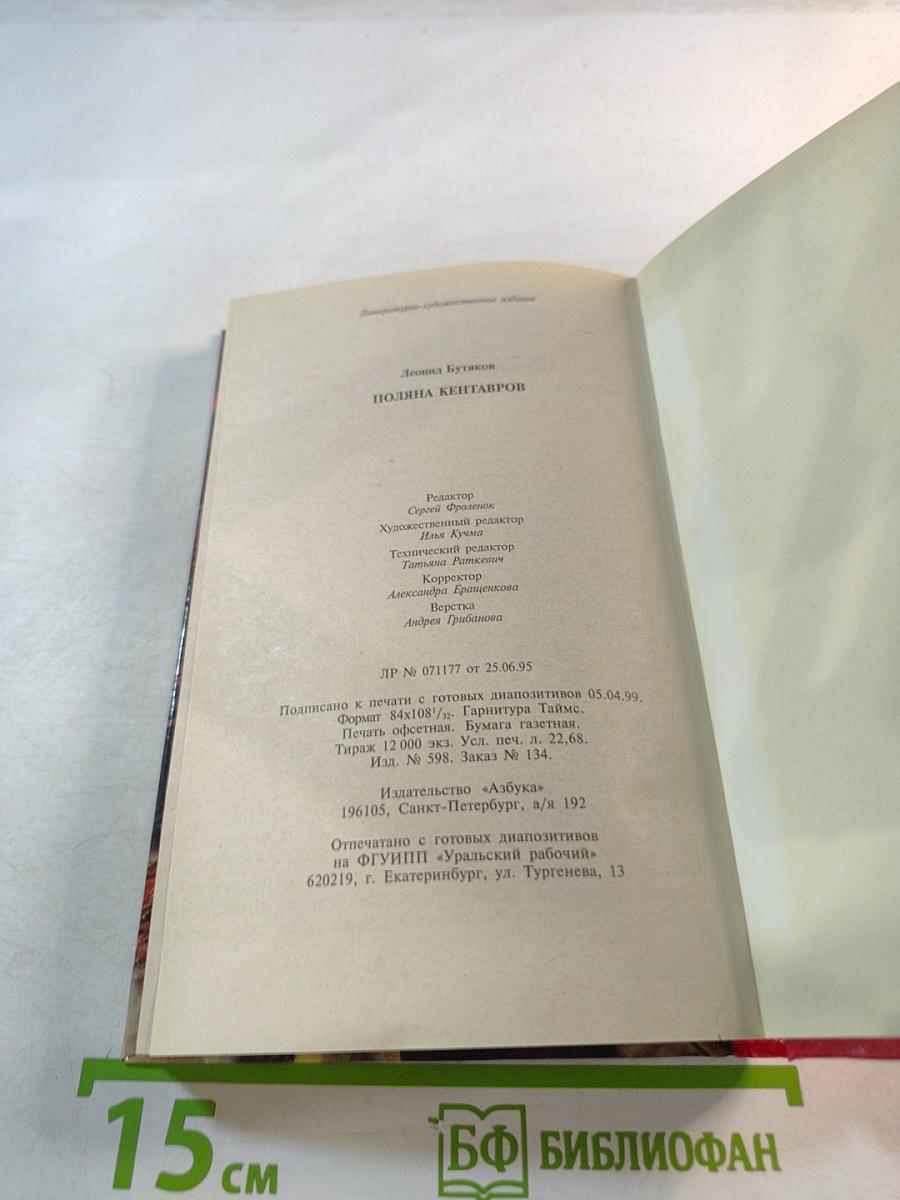 Литературно-художественное издание
Леонид Бутяков
ПОЛЯНА КЕНТАВРОВ
Редактор
Сергей Фроленок
Художественный редактор
Илья Кучма
Технический редактор
Татьяна Раткевич
Корректор
Александра Еращенкова
Верстка
Андрея Грибанова
ЛР № 071177 от 25.06.95
Подписано к печати с готовых диапозитивов 05.04.99.
Формат 84x108¹/₃₂. Гарнитура Таймс.
Печать офсетная. Бумага газетная.
Тираж 12 000 экз. Усл. печ. л. 22,68.
Изд. № 598. Заказ № 134.
Издательство «Азбука»
196105, Санкт-Петербург, а/я 192
Отпечатано с готовых диапозитивов
на ФГУИПП «Уральский рабочий»
620219, г. Екатеринбург, ул. Тургенева, 13
15 см
БФ БИБЛИОФАН